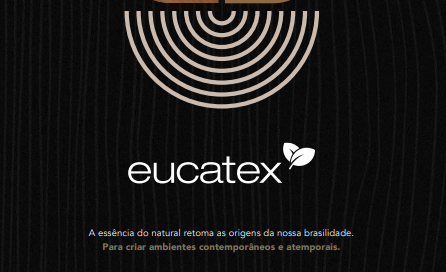 eucatex
A essência do natural retoma as origens da nossa brasilidade.
Para criar ambientes contemporâneos e atemporais.